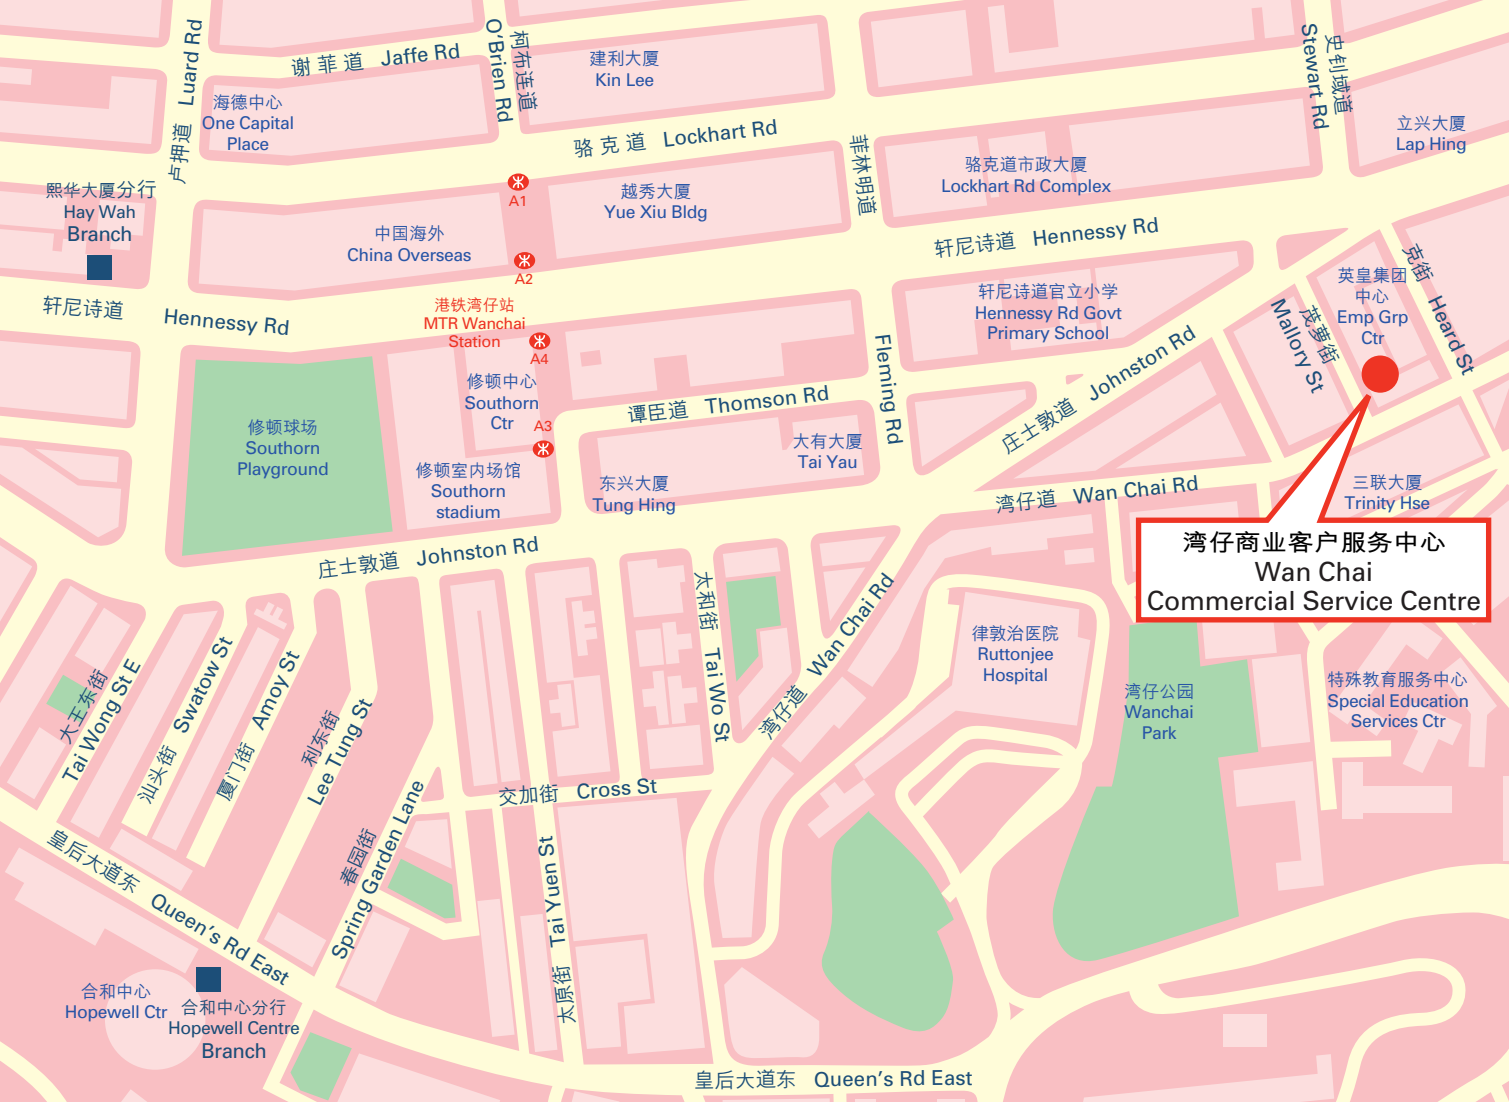 卢押道 Luard Rd
谢菲道 Jaffe Rd
柯布连道
O'Brien Rd
建利大厦
Kin Lee
史钊域道
Stewart Rd
海德中心
One Capital
Place
骆克道 Lockhart Rd
菲林明道
立兴大厦
Lap Hing
骆克道市政大厦
Lockhart Rd Complex
熙华大厦分行
Hay Wah
Branch
A1
越秀大厦
Yue Xiu Bldg
中国海外
China Overseas
A2
轩尼诗道 Hennessy Rd
克街 Heard St
英皇集团
中心
Emp Grp
Ctr
轩尼诗道 Hennessy Rd
港铁湾仔站
MTR Wanchai
Station
A4
轩尼诗道官立小学
Hennessy Rd Govt
Primary School
茂萝街
Mallory St
Fleming Rd
修顿中心
Southorn
Ctr
A3
谭臣道 Thomson Rd
庄士敦道 Johnston Rd
修顿球场
Southorn
Playground
大有大厦
Tai Yau
修顿室内场馆
Southorn
stadium
东兴大厦
Tung Hing
湾仔道 Wan Chai Rd
三联大厦
Trinity Hse
湾仔商业客户服务中心
Wan Chai
Commercial Service Centre
庄士敦道 Johnston Rd
太和街 Tai Wo St
湾仔道 Wan Chai Rd
律敦治医院
Ruttonjee
Hospital
湾仔公园
Wanchai
Park
特殊教育服务中心
Special Education
Services Ctr
大王东街
Tai Wong St E
汕头街 Swatow St
厦门街 Amoy St
利东街
Lee Tung St
春园街
Spring Garden Lane
交加街 Cross St
太原街 Tai Yuen St
皇后大道东 Queen's Rd East
合和中心
Hopewell Ctr
合和中心分行
Hopewell Centre
Branch
皇后大道东 Queen's Rd East